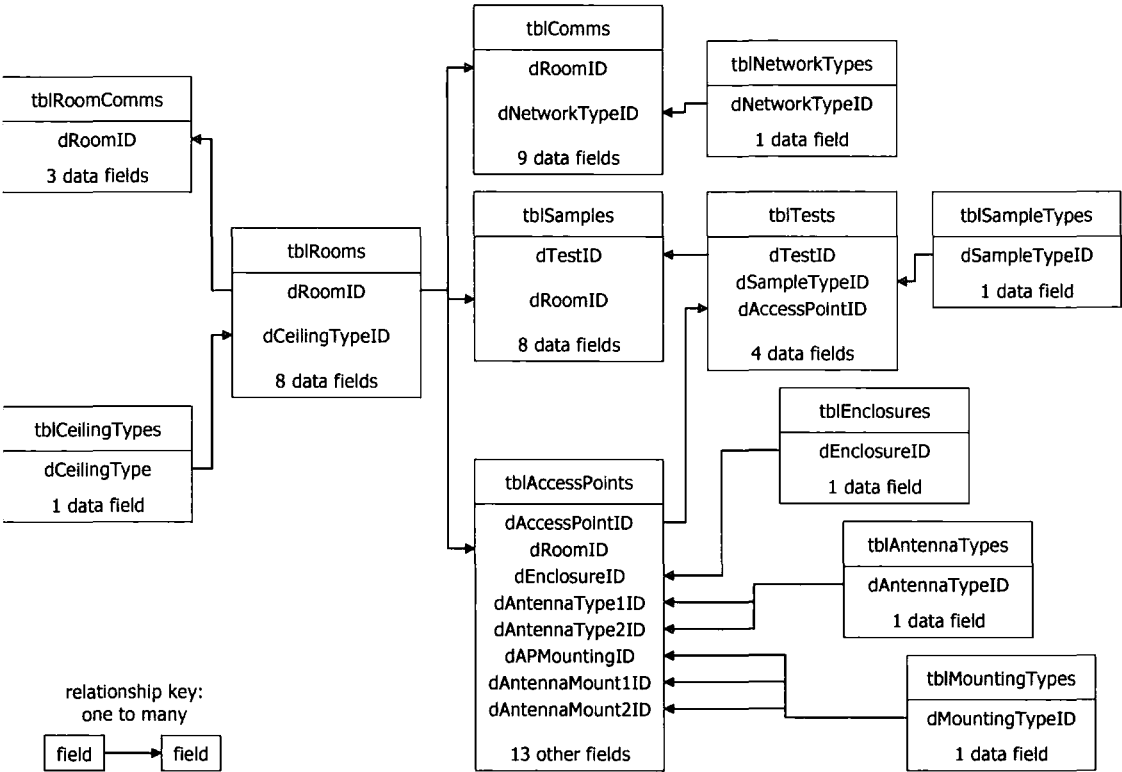 tblComms
dRoomID
dNetworkTypeID
9 data fields
tblNetworkTypes
dNetworkTypeID
1 data field
tblRoomComms
dRoomID
3 data fields
tblRooms
dRoomID
dCeilingTypeID
8 data fields
tblSamples
dTestID
dRoomID
8 data fields
tblTests
dTestID
dSampleTypeID
dAccessPointID
4 data fields
tblSampleTypes
dSampleTypeID
1 data field
tblCeilingTypes
dCeilingType
1 data field
tblAccessPoints
dAccessPointID
dRoomID
dEnclosureID
dAntennaType1ID
dAntennaType2ID
dAPMountingID
dAntennaMount1ID
dAntennaMount2ID
13 other fields
tblEnclosures
dEnclosureID
1 data field
tblAntennaTypes
dAntennaTypeID
1 data field
tblMountingTypes
dMountingTypeID
1 data field
relationship key:
one to many
field
field